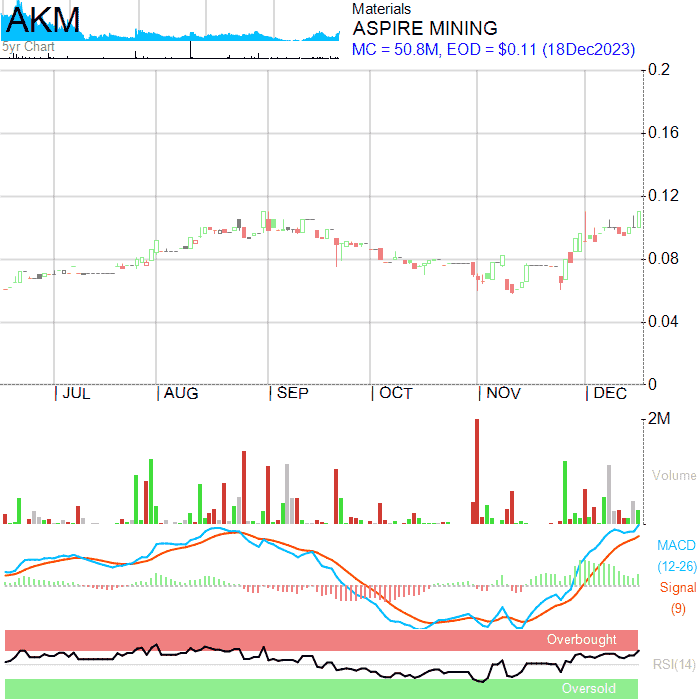 AKM
5yr Chart
Materials
ASPIRE MINING
MC = 50.8M, EOD = $0.11 (18Dec2023)
0.2
0.16
0.12
0.08
0.04
0
JUL AUG SEP OCT NOV DEC
2M
Volume
MACD
(12-26)
Signal
(9)
Overbought
RSI(14)
Oversold